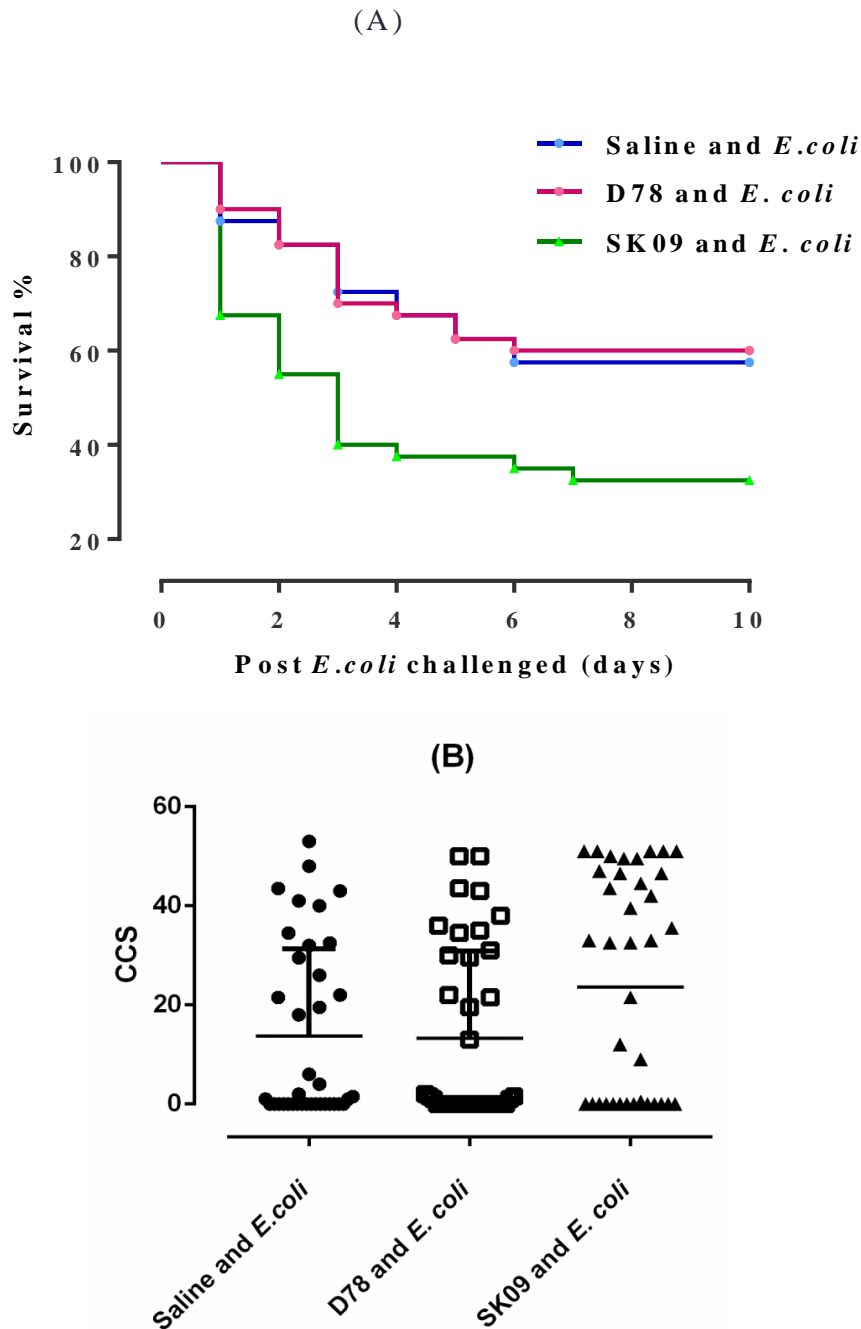 (A)
Saline and E.coli
D78 and E. coli
SK09 and E. coli
100
80
60
40
20
Survival %
0 2 4 6 8 10
Post E.coli challenged (days)
(B)
60
40
20
0
CCS
Saline and E.coli
D78 and E. coli
SK09 and E. coli